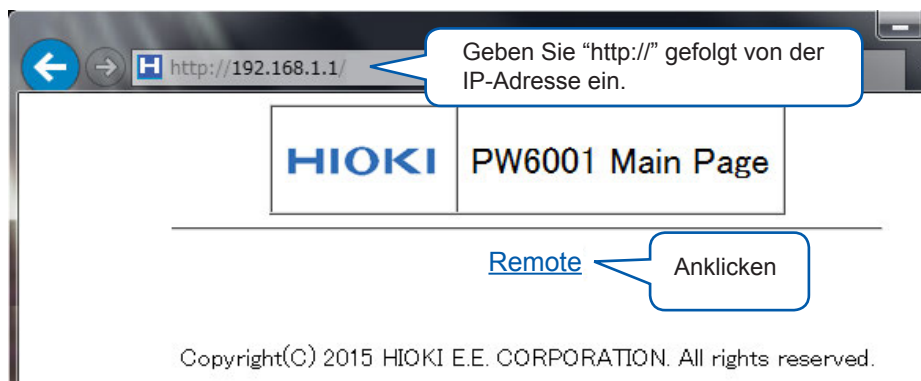 Geben Sie “http://” gefolgt von der
IP-Adresse ein.
http://192.168.1.1/
HIOKI PW6001 Main Page
Remote
Anklicken
Copyright(C) 2015 HIOKI E.E. CORPORATION. All rights reserved.